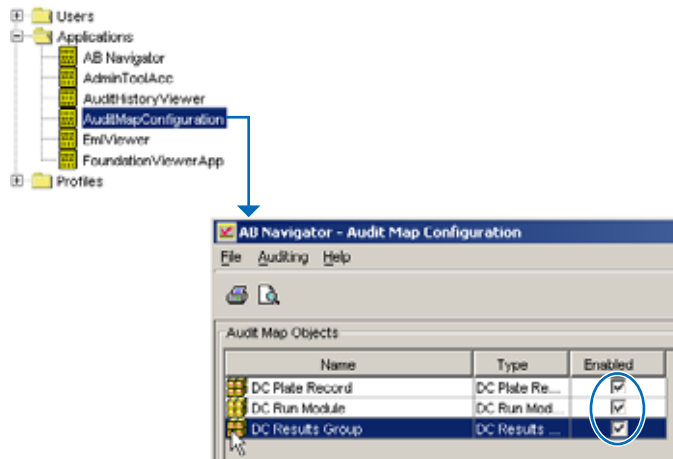 Users
Applications
AB Navigator
AdminToolAcc
AuditHistoryViewer
AuditMapConfiguration
EmlViewer
FoundationViewerApp
Profiles
AB Navigator - Audit Map Configuration
File Auditing Help
Audit Map Objects
Name Type Enabled
DC Plate Record DC Plate Re...
DC Run Module DC Run Mod...
DC Results Group DC Results ...